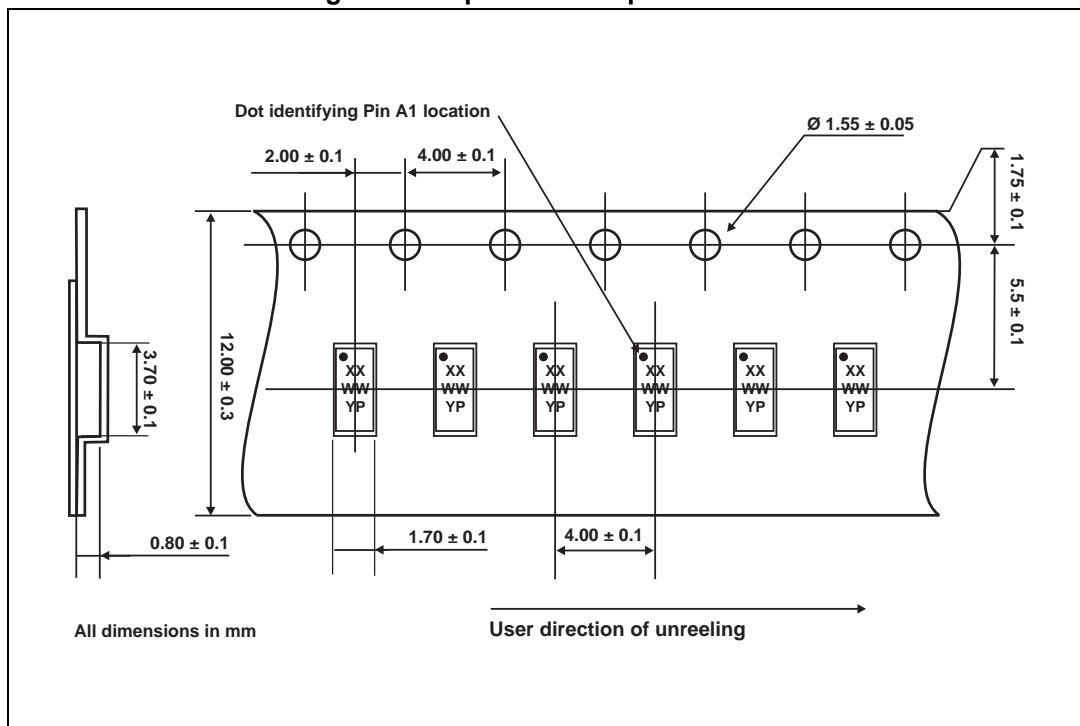 Dot identifying Pin A1 location
Ø 1.55 ± 0.05
2.00 ± 0.1
4.00 ± 0.1
1.75 ± 0.1
5.5 ± 0.1
12.00 ± 0.3
3.70 ± 0.1
XX
WW
YP
XX
WW
YP
XX
WW
YP
XX
WW
YP
XX
WW
YP
XX
WW
YP
0.80 ± 0.1
1.70 ± 0.1
4.00 ± 0.1
All dimensions in mm
User direction of unreeling